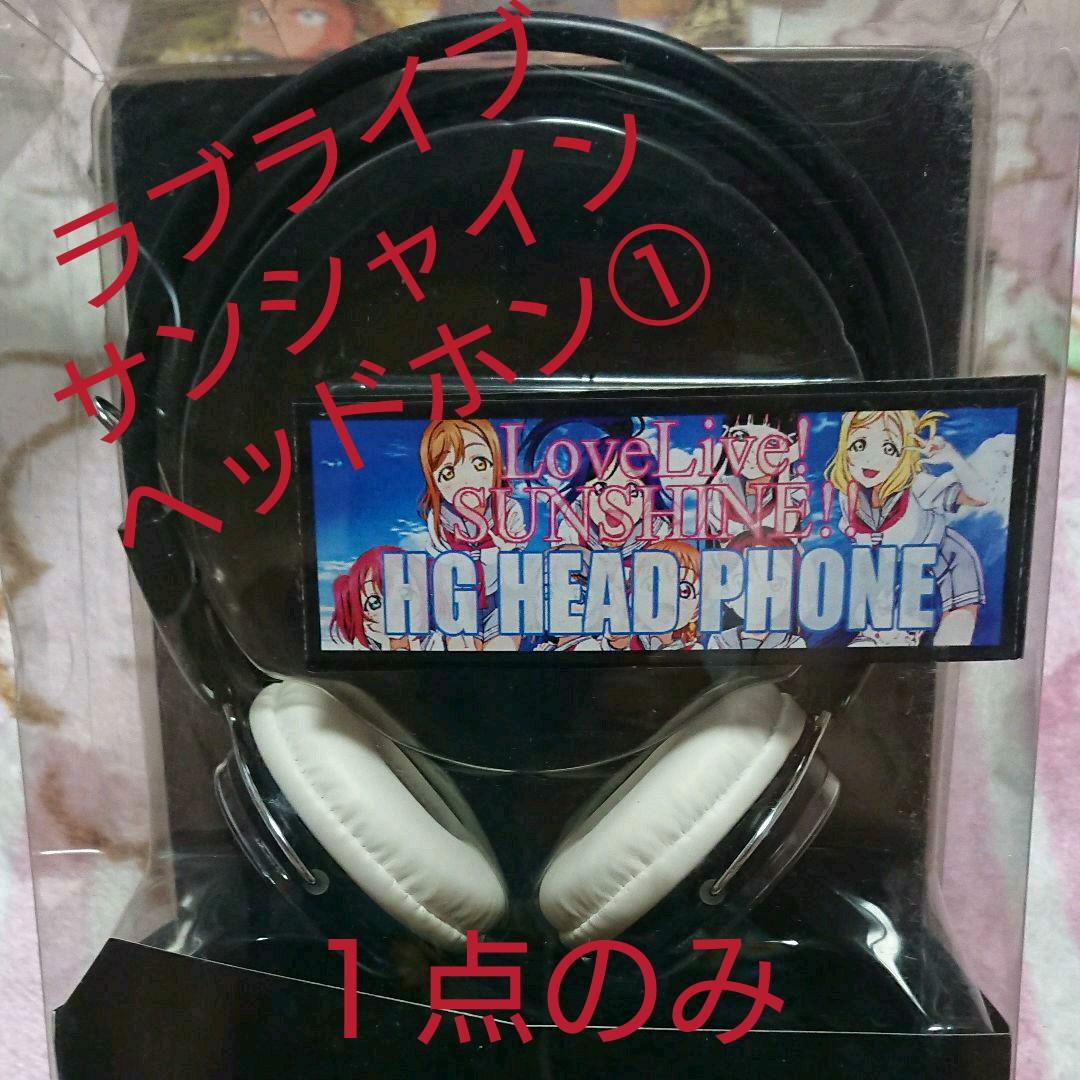 ラブライブ
サンシャイン
ヘッドホン①
LoveLive!
SUNSHINE!!
HG HEAD PHONE
1点のみ